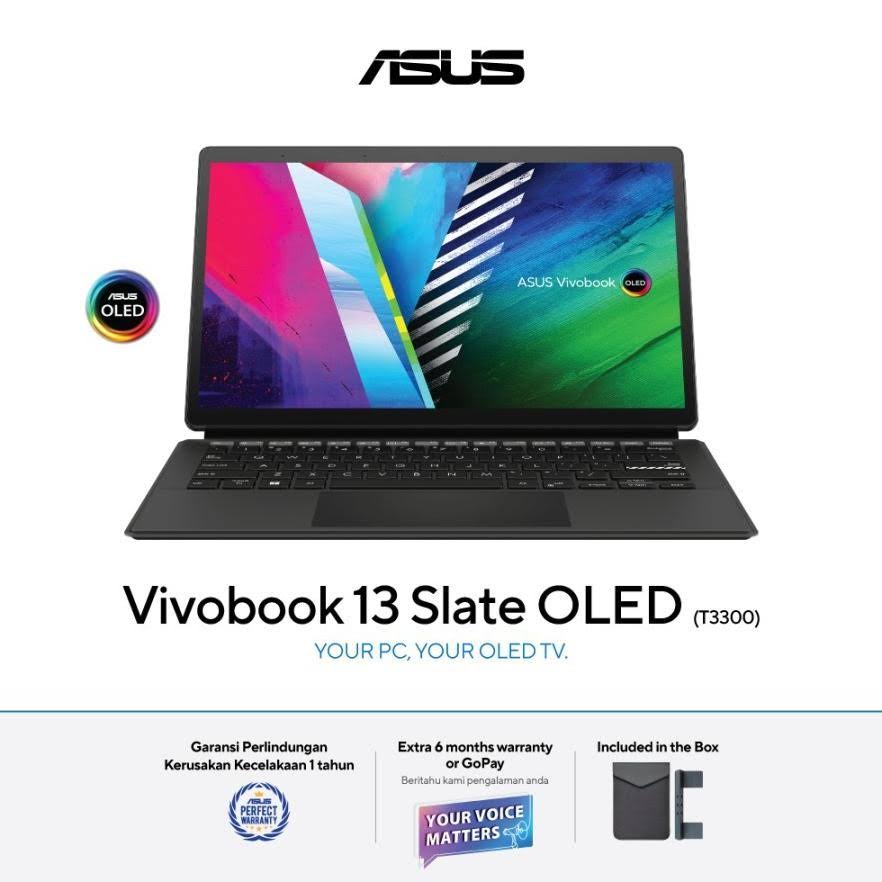 ASUS
ASUS
OLED
ASUS Vivobook OLED
Vivobook 13 Slate OLED (T3300)
YOUR PC, YOUR OLED TV.
Garansi Perlindungan
Kerusakan Kecelakaan 1 tahun
ASUS
PERFECT
WARRANTY
Extra 6 months warranty
or GoPay
Beritahu kami pengalaman anda
YOUR VOICE
MATTERS
Included in the Box